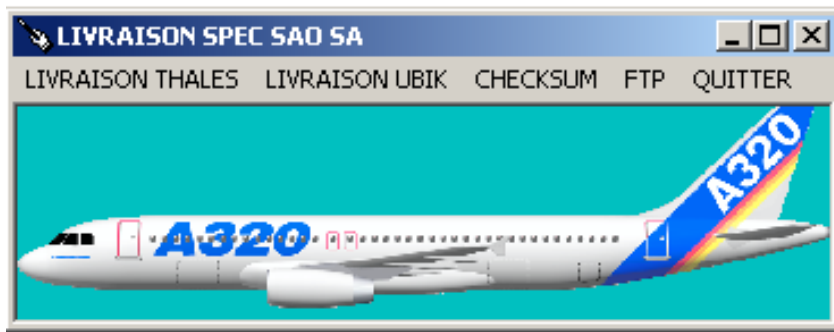 LIVRAISON SPEC SAO SA
LIVRAISON THALES LIVRAISON UBIK CHECKSUM FTP QUITTER
A320
A320